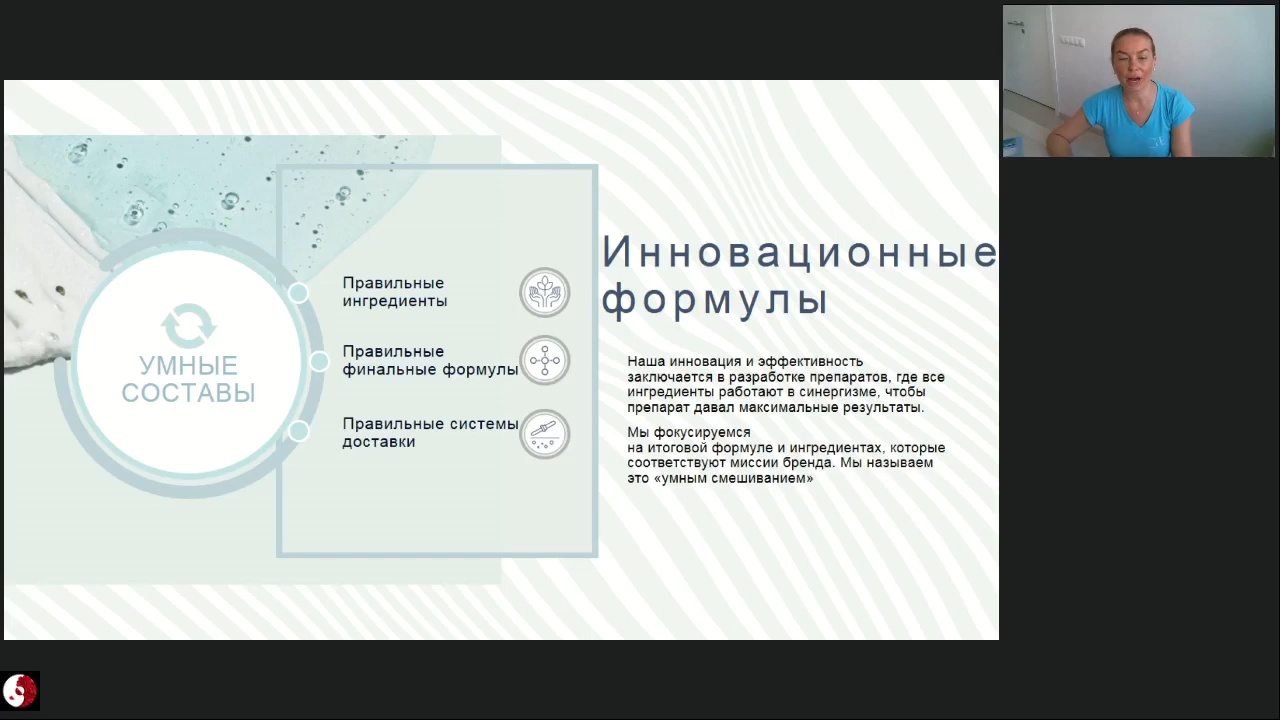 УМНЫЕ
СОСТАВЫ
Правильные
ингредиенты
Правильные
финальные формулы
Правильные системы
доставки
Инновационные
формулы
Наша инновация и эффективность
заключается в разработке препаратов, где все
ингредиенты работают в синергизме, чтобы
препарат давал максимальные результаты.
Мы фокусируемся
на итоговой формуле и ингредиентах, которые
соответствуют миссии бренда. Мы называем
это «умным смешиванием»